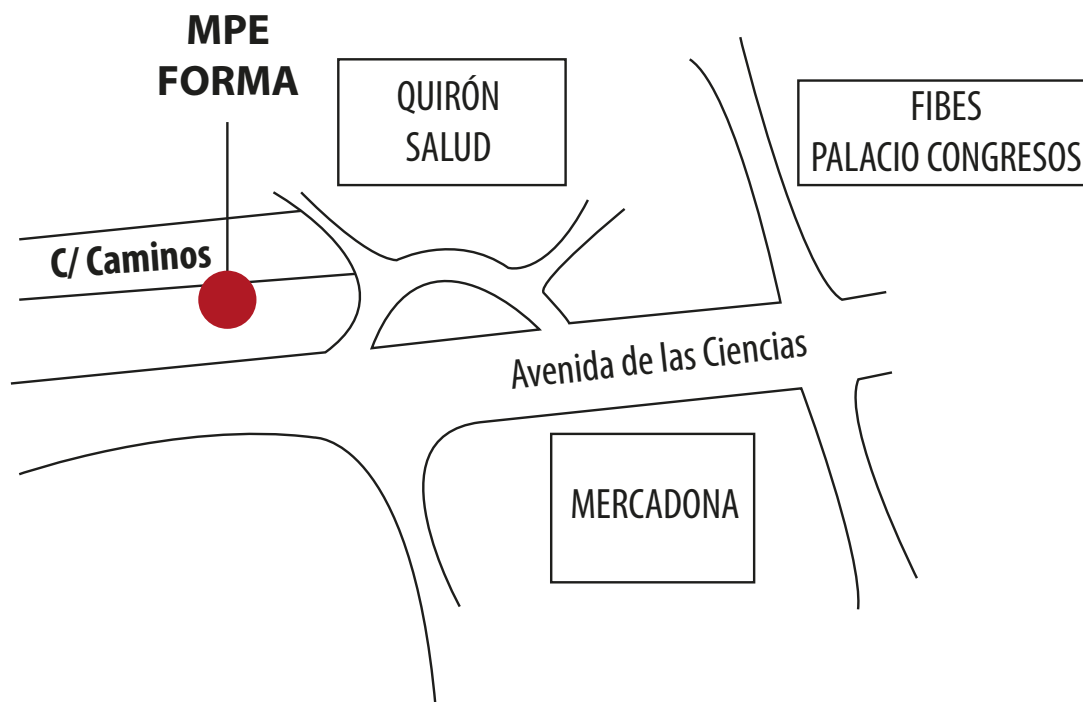 MPE
FORMA
QUIRÓN
SALUD
FIBES
PALACIO CONGRESOS
C/ Caminos
Avenida de las Ciencias
MERCADONA